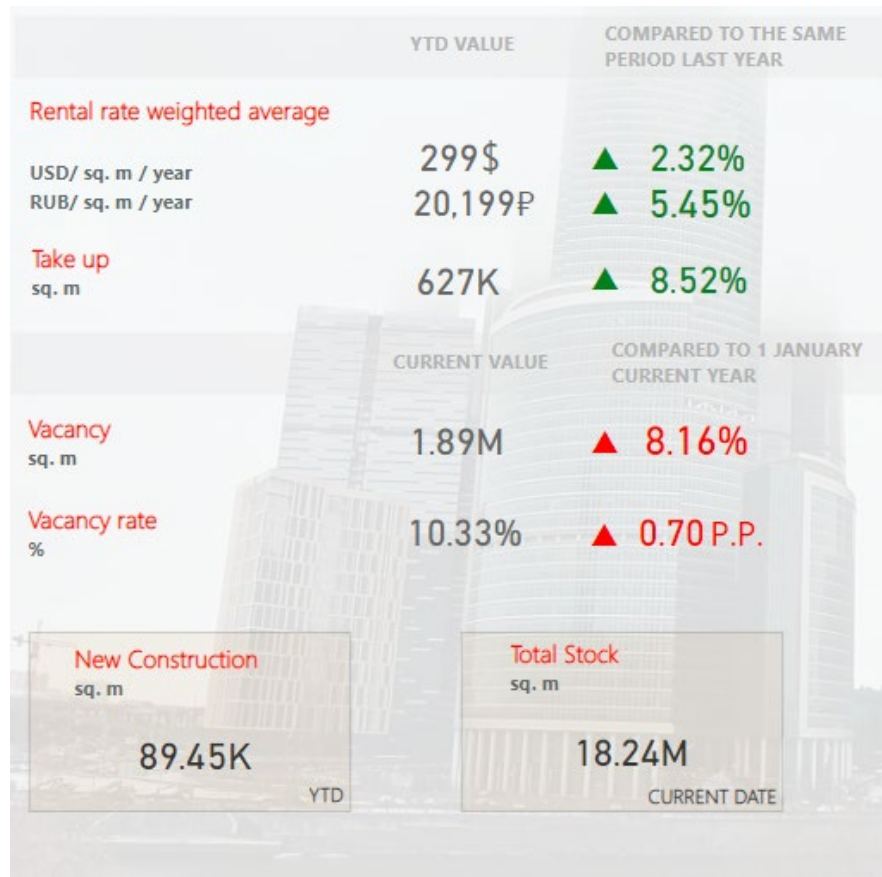 YTD VALUE
COMPARED TO THE SAME
PERIOD LAST YEAR
Rental rate weighted average
USD/ sq. m / year
299$
▲ 2.32%
RUB/ sq. m / year
20,199₽
▲ 5.45%
Take up
sq. m
627K
▲ 8.52%
CURRENT VALUE
COMPARED TO 1 JANUARY
CURRENT YEAR
Vacancy
sq. m
1.89M
▲ 8.16%
Vacancy rate
%
10.33%
▲ 0.70 P.P.
New Construction
sq. m
89.45K
YTD
Total Stock
sq. m
18.24M
CURRENT DATE